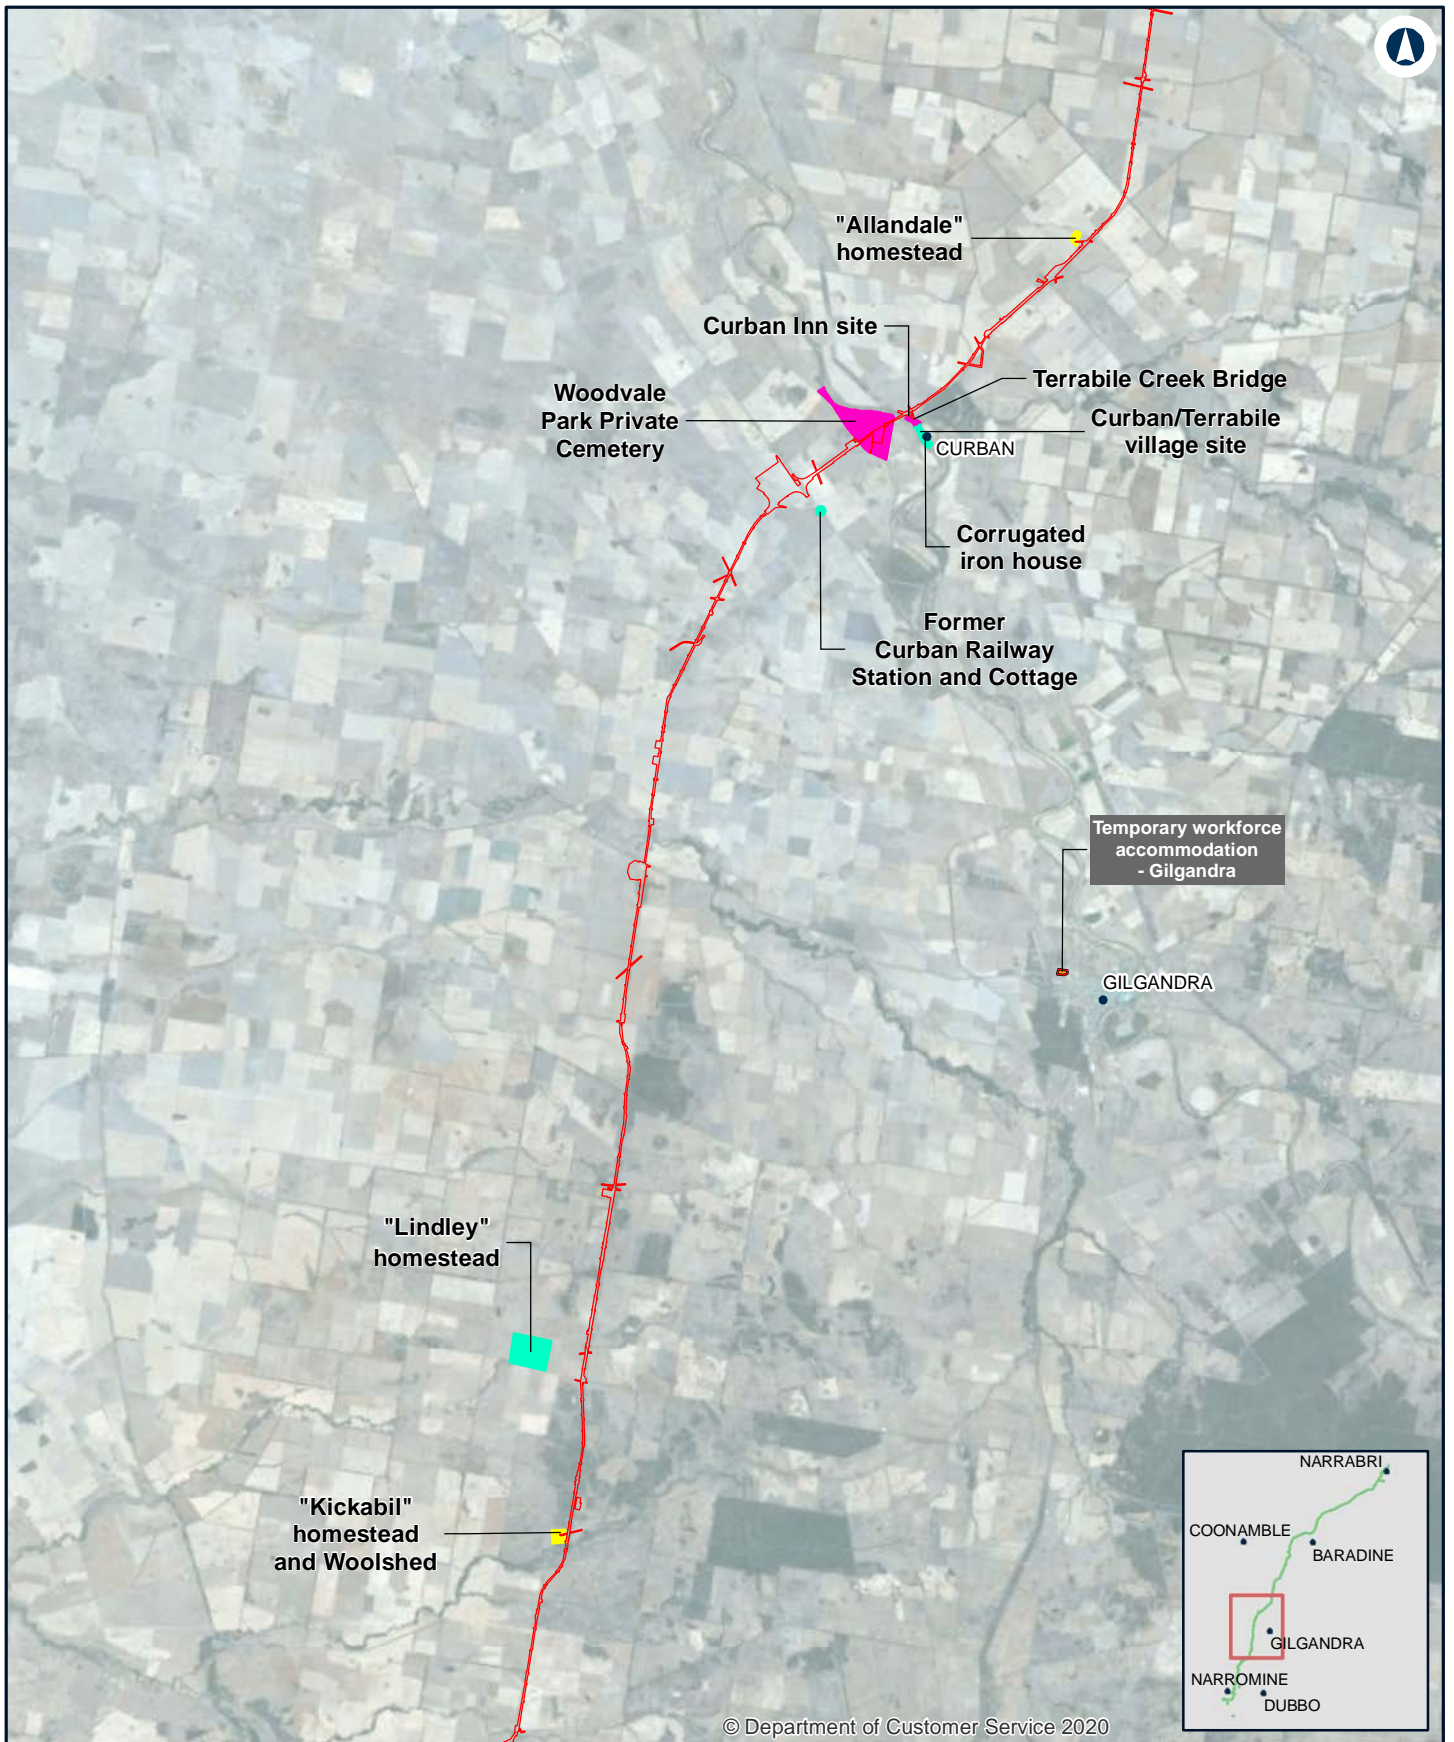 "Allandale"
homestead
Curban Inn site
Terrabile Creek Bridge
Woodvale
Park Private
Cemetery
Curban/Terrabile
village site
CURBAN
Corrugated
iron house
Former
Curban Railway
Station and Cottage
Temporary workforce
accommodation
- Gilgandra
GILGANDRA
"Lindley"
homestead
"Kickabil"
homestead
and Woolshed
NARRABRI
COONAMBLE
BARADINE
GILGANDRA
NARROMINE
DUBBO
© Department of Customer Service 2020